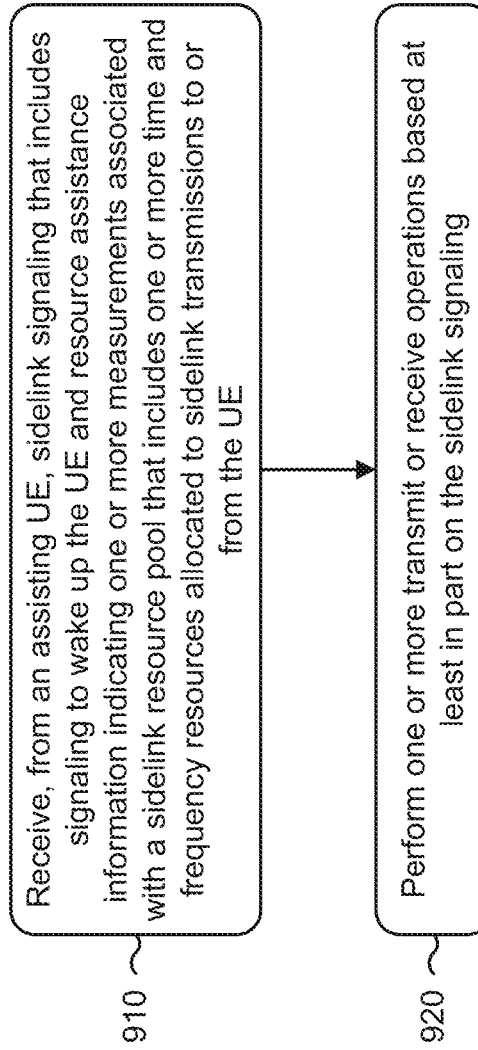 910
Receive, from an assisting UE, sidelink signaling that includes
signaling to wake up the UE and resource assistance
information indicating one or more measurements associated
with a sidelink resource pool that includes one or more time and
frequency resources allocated to sidelink transmissions to or
from the UE
920
Perform one or more transmit or receive operations based at
least in part on the sidelink signaling